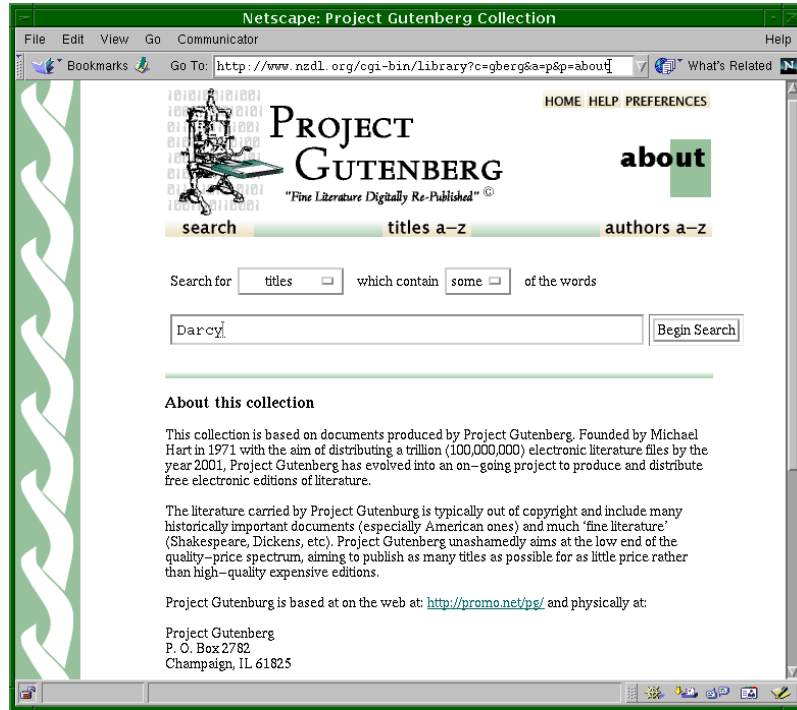 Netscape: Project Gutenberg Collection
File Edit View Go Communicator Help
Bookmarks Go To: http://www.nzdl.org/cgi-bin/library?c=gberg&a=p&p=about What's Related N
HOME HELP PREFERENCES
PROJECT
GUTENBERG
"Fine Literature Digitally Re-Published" ©
about
search titles a–z authors a–z
Search for titles which contain some of the words
Darcy Begin Search
About this collection
This collection is based on documents produced by Project Gutenberg. Founded by Michael
Hart in 1971 with the aim of distributing a trillion (100,000,000) electronic literature files by the
year 2001, Project Gutenberg has evolved into an on–going project to produce and distribute
free electronic editions of literature.
The literature carried by Project Gutenburg is typically out of copyright and include many
historically important documents (especially American ones) and much ‘fine literature’
(Shakespeare, Dickens, etc). Project Gutenberg unashamedly aims at the low end of the
quality–price spectrum, aiming to publish as many titles as possible for as little price rather
than high–quality expensive editions.
Project Gutenburg is based at on the web at: http://promo.net/pg/ and physically at:
Project Gutenberg
P. O. Box 2782
Champaign, IL 61825